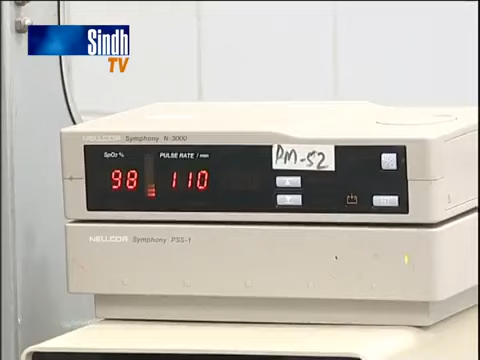 Sindh
TV
NELLCOR Symphony N-3000
SpO₂ % PULSE RATE / min
98 110
PM-52
NELLCOR Symphony PSS-1